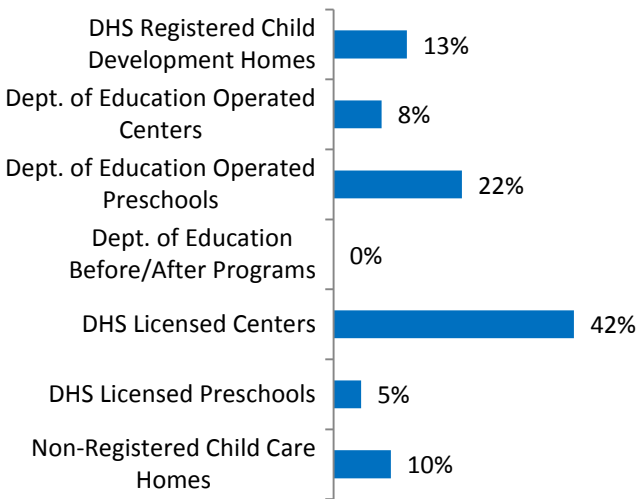 DHS Registered Child
Development Homes
13%
Dept. of Education Operated
Centers
8%
Dept. of Education Operated
Preschools
22%
Dept. of Education
Before/After Programs
0%
DHS Licensed Centers
42%
DHS Licensed Preschools
5%
Non-Registered Child Care
Homes
10%